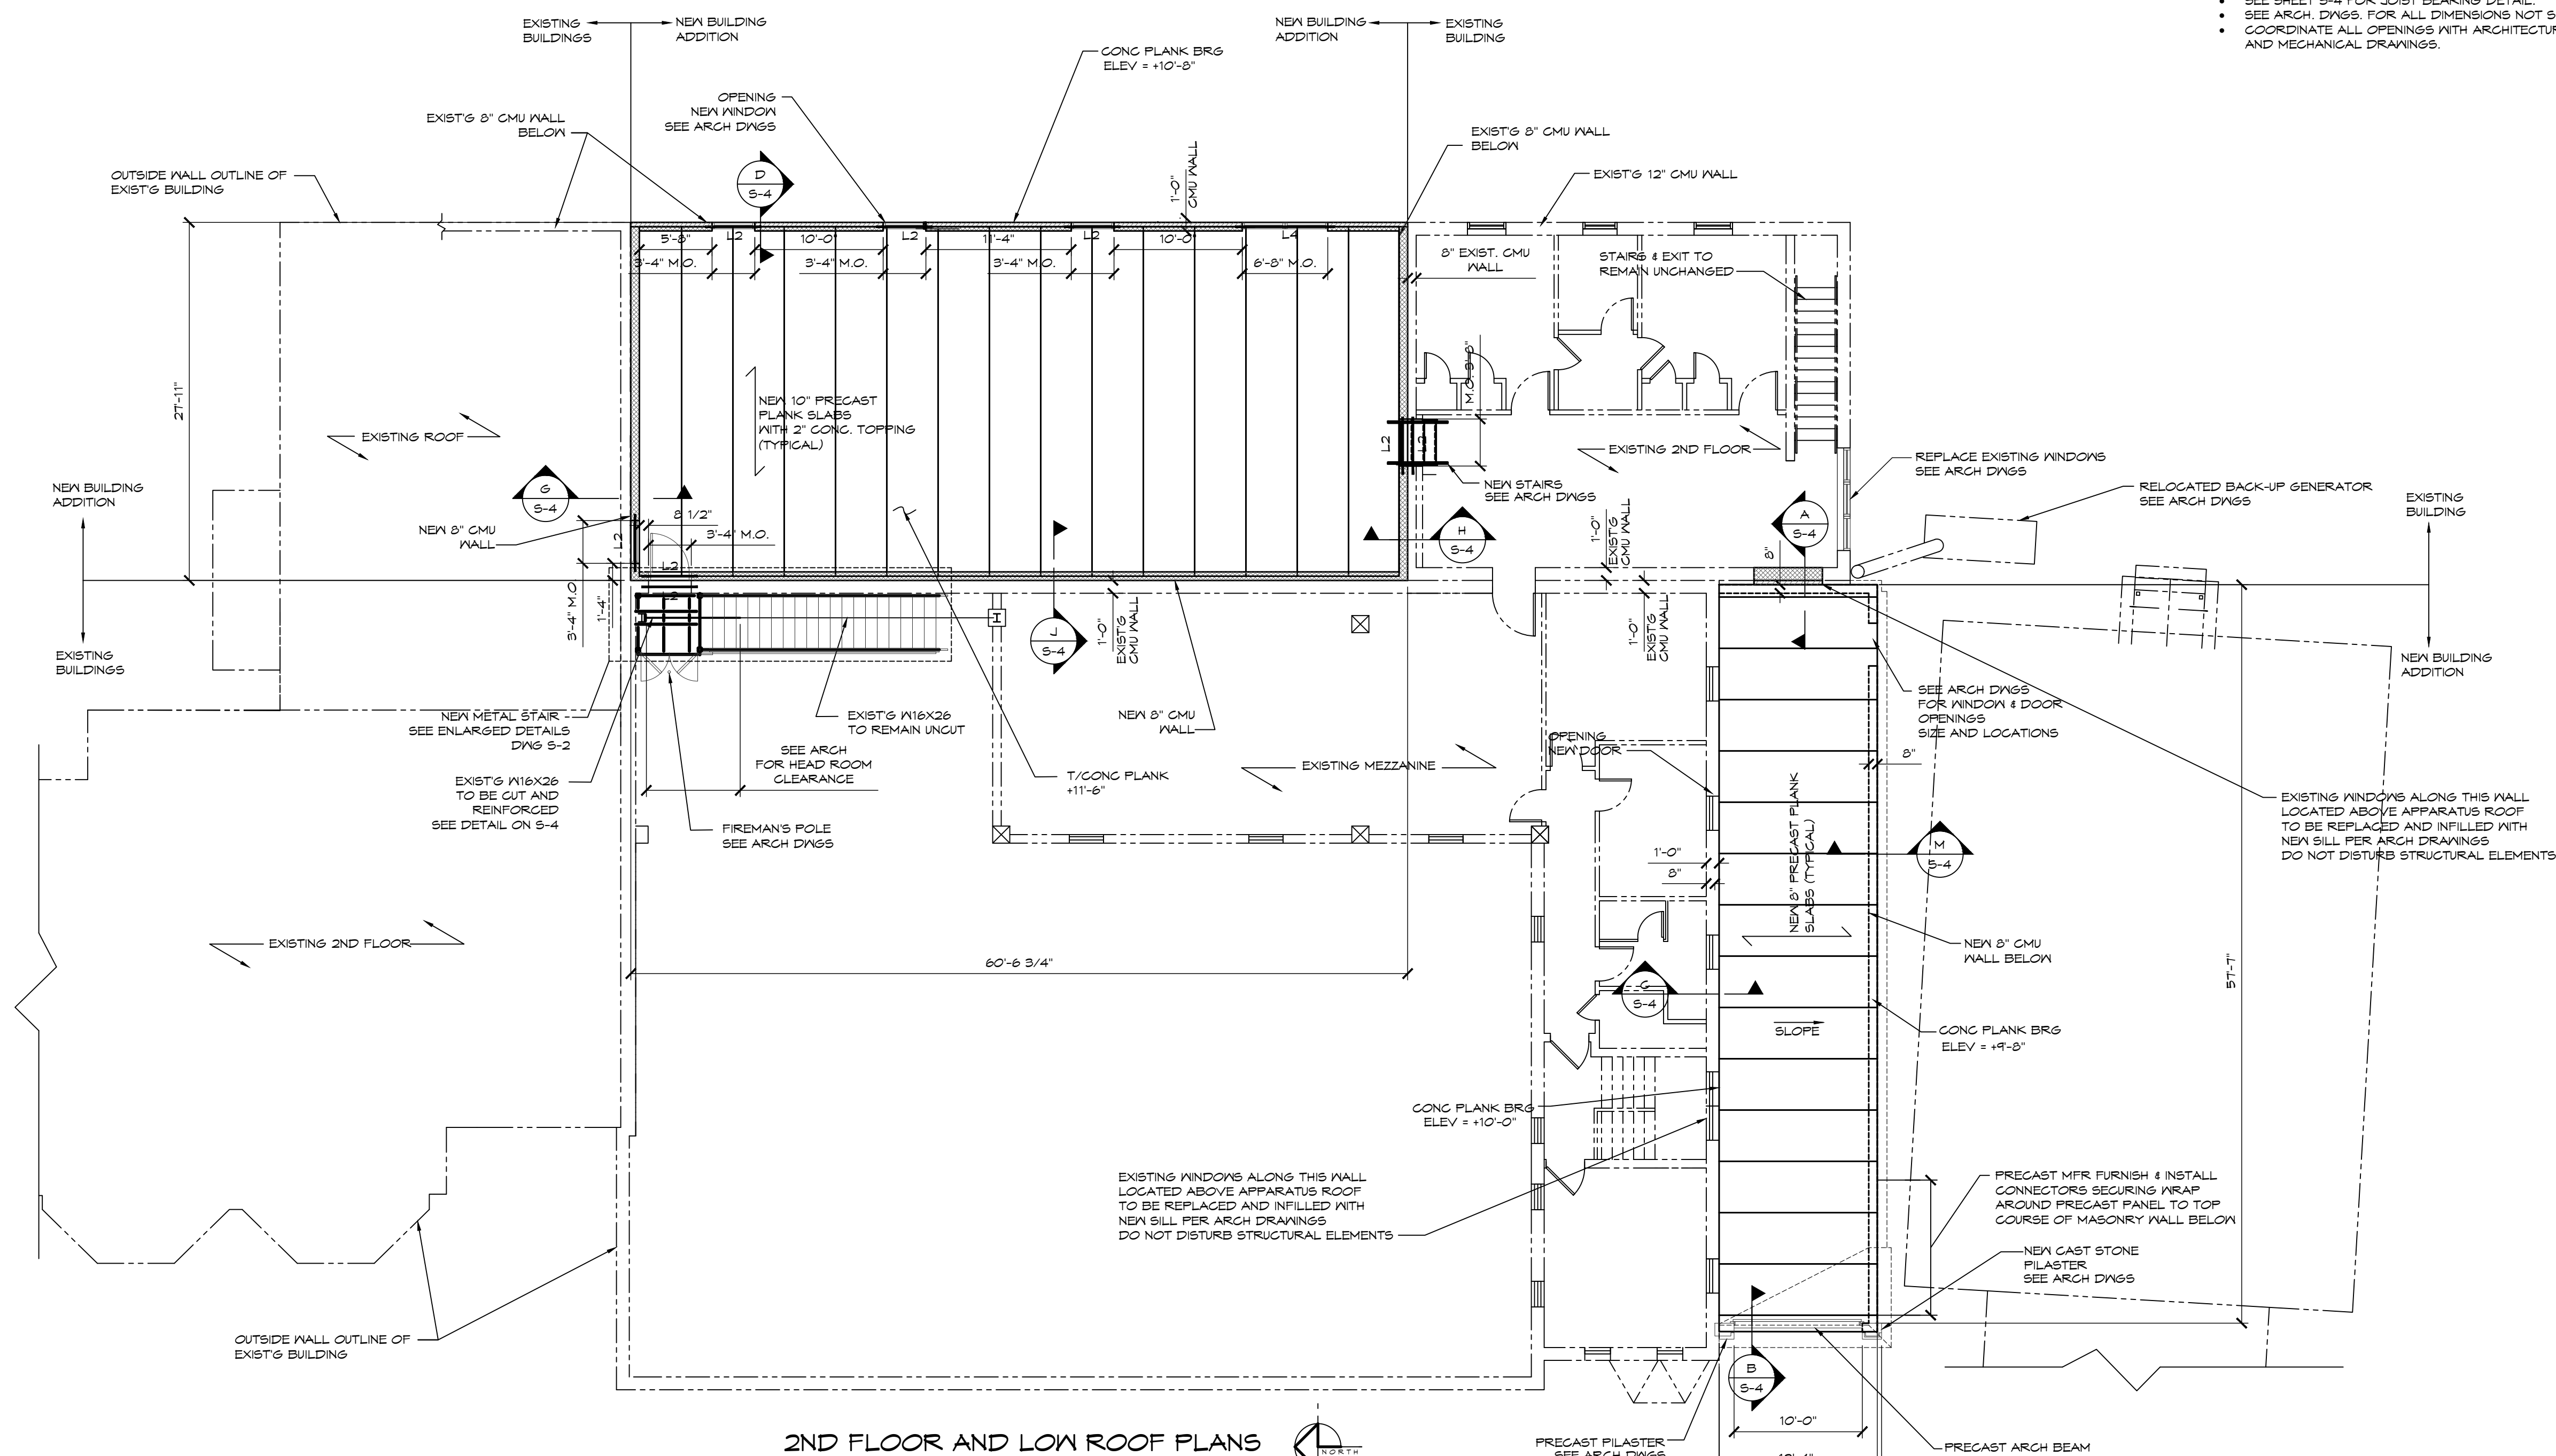 EXISTING
BUILDINGS
NEW BUILDING
ADDITION
NEW BUILDING
ADDITION
EXISTING
BUILDING
SEE SHEET S-4 FOR JOIST BEARING DETAIL.
SEE ARCH. DWGS. FOR ALL DIMENSIONS NOT S
COORDINATE ALL OPENINGS WITH ARCHITECTUR
AND MECHANICAL DRAWINGS.
CONC PLANK BRG
ELEV = +10'-8"
OPENING
NEW WINDOW
SEE ARCH DWGS
EXIST'G 8" CMU WALL
BELOW
EXIST'G 8" CMU WALL
BELOW
OUTSIDE WALL OUTLINE OF
EXIST'G BUILDING
D
S-4
1'-0"
CMU WALL
EXIST'G 12" CMU WALL
5'-8"
L2
10'-0"
L2
11'-4"
L2
10'-0"
L4
3'-4" M.O.
3'-4" M.O.
3'-4" M.O.
6'-8" M.O.
8" EXIST. CMU
WALL
STAIRS & EXIT TO
REMAIN UNCHANGED
27'-11"
M.O. 3'-8"
NEW 10" PRECAST
PLANK SLABS
WITH 2" CONC. TOPPING
(TYPICAL)
EXISTING ROOF
L2
L2
EXISTING 2ND FLOOR
REPLACE EXISTING WINDOWS
SEE ARCH DWGS
NEW STAIRS
SEE ARCH DWGS
RELOCATED BACK-UP GENERATOR
SEE ARCH DWGS
NEW BUILDING
ADDITION
EXISTING
BUILDING
G
S-4
8 1/2"
3'-4" M.O.
NEW 8" CMU
WALL
L2
H
S-4
1'-0"
EXIST'G
CMU WALL
A
S-4
8"
L2
L2
3'-4" M.O
1'-4"
L
S-4
1'-0"
EXIST'G
CMU WALL
1'-0"
EXIST'G
CMU WALL
EXISTING
BUILDINGS
NEW BUILDING
ADDITION
NEW METAL STAIR
SEE ENLARGED DETAILS
DWG S-2
EXIST'G W16X26
TO REMAIN UNCUT
SEE ARCH
FOR HEAD ROOM
CLEARANCE
NEW 8" CMU
WALL
SEE ARCH DWGS
FOR WINDOW & DOOR
OPENINGS
SIZE AND LOCATIONS
OPENING
NEW DOOR
8"
EXIST'G W16X26
TO BE CUT AND
REINFORCED
SEE DETAIL ON S-4
T/CONC PLANK
+11'-6"
EXISTING MEZZANINE
FIREMAN'S POLE
SEE ARCH DWGS
EXISTING WINDOWS ALONG THIS WALL
LOCATED ABOVE APPARATUS ROOF
TO BE REPLACED AND INFILLED WITH
NEW SILL PER ARCH DRAWINGS
DO NOT DISTURB STRUCTURAL ELEMENTS
1'-0"
8"
NEW 8" PRECAST PLANK
SLABS (TYPICAL)
M
S-4
EXISTING 2ND FLOOR
60'-6 3/4"
NEW 8" CMU
WALL BELOW
57'-7"
C
S-4
SLOPE
CONC PLANK BRG
ELEV = +9'-8"
CONC PLANK BRG
ELEV = +10'-0"
EXISTING WINDOWS ALONG THIS WALL
LOCATED ABOVE APPARATUS ROOF
TO BE REPLACED AND INFILLED WITH
NEW SILL PER ARCH DRAWINGS
DO NOT DISTURB STRUCTURAL ELEMENTS
PRECAST MFR FURNISH & INSTALL
CONNECTORS SECURING WRAP
AROUND PRECAST PANEL TO TOP
COURSE OF MASONRY WALL BELOW
NEW CAST STONE
PILASTER
SEE ARCH DWGS
OUTSIDE WALL OUTLINE OF
EXIST'G BUILDING
B
S-4
10'-0"
2ND FLOOR AND LOW ROOF PLANS
NORTH
PRECAST PILASTER
SEE ARCH DWGS
PRECAST ARCH BEAM